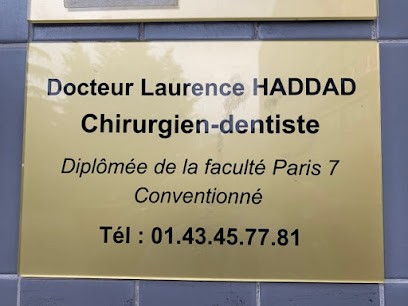 Docteur Laurence HADDAD
Chirurgien-dentiste
Diplômée de la faculté Paris 7
Conventionné
Tél : 01.43.45.77.81